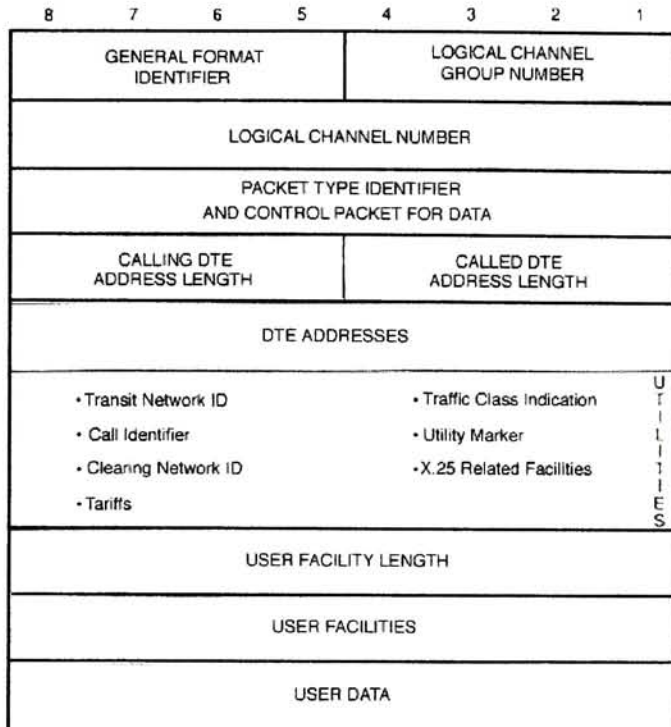 8 7 6 5 4 3 2 1
GENERAL FORMAT
IDENTIFIER
LOGICAL CHANNEL
GROUP NUMBER
LOGICAL CHANNEL NUMBER
PACKET TYPE IDENTIFIER
AND CONTROL PACKET FOR DATA
CALLING DTE
ADDRESS LENGTH
CALLED DTE
ADDRESS LENGTH
DTE ADDRESSES
• Transit Network ID
• Call Identifier
• Clearing Network ID
• Tariffs
• Traffic Class Indication
• Utility Marker
• X.25 Related Facilities
UTILITIES
USER FACILITY LENGTH
USER FACILITIES
USER DATA